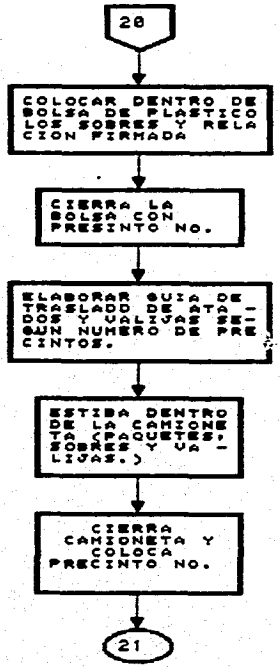 20
COLOCAR DENTRO DE
BOLSA DE PLASTICO
LOS SOBRES Y RELA
CION FIRMADA
CIERRA LA
BOLSA CON
PRESINTO NO.
ELABORAR GUIA DE
TRASLADO DE ATA-
DOS Y VALIJAS SE-
GUN NUMERO DE PRE
CINTOS.
ESTIBA DENTRO
DE LA CAMIONE
TA (PAQUETES,
SOBRES Y VA-
LIJAS.)
CIERRA
CAMIONETA Y
COLOCA
PRECINTO NO.
21